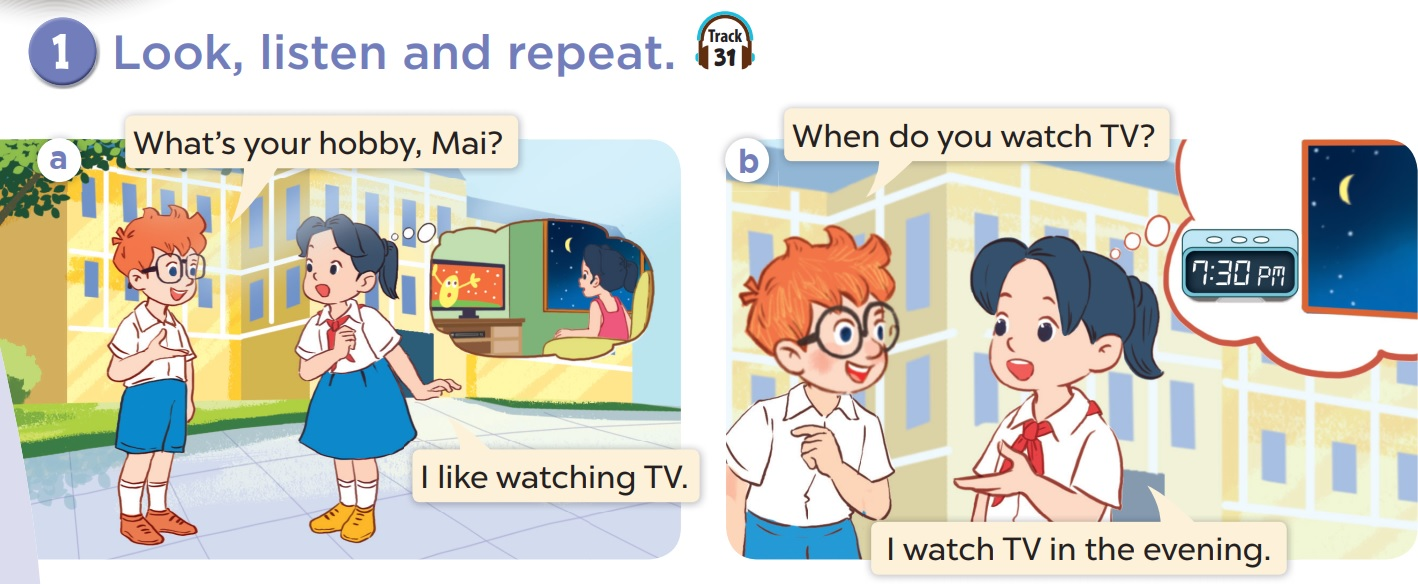 1 Look, listen and repeat. Track 31
a
What's your hobby, Mai?
I like watching TV.
b
When do you watch TV?
7:30 PM
I watch TV in the evening.